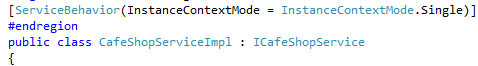 [ServiceBehavior(InstanceContextMode = InstanceContextMode.Single)]
#endregion
public class CafeShopServiceImpl : ICafeShopService
{